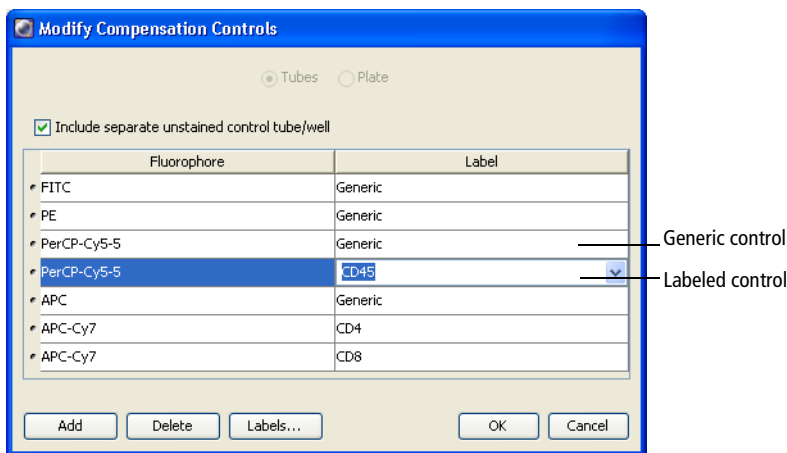 Modify Compensation Controls
Tubes Plate
Include separate unstained control tube/well
Fluorophore Label
FITC Generic
PE Generic
PerCP-Cy5-5 Generic
Generic control
PerCP-Cy5-5 CD45
Labeled control
APC Generic
APC-Cy7 CD4
APC-Cy7 CD8
Add Delete Labels... OK Cancel